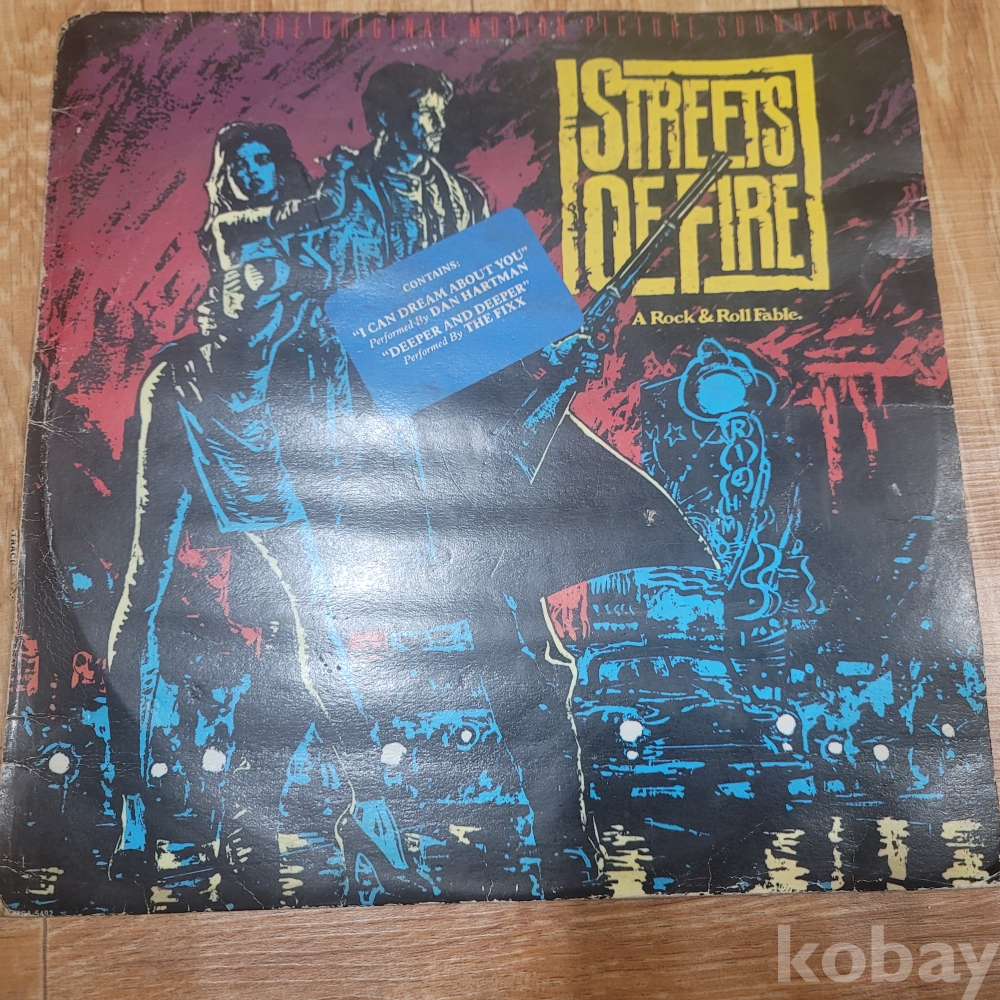 THE ORIGINAL MOTION PICTURE SOUNDTRACK
STREETS
OF FIRE
A Rock & Roll Fable.
CONTAINS:
"I CAN DREAM ABOUT YOU"
Performed By DAN HARTMAN
"DEEPER AND DEEPER"
Performed By THE FIXX
kobay